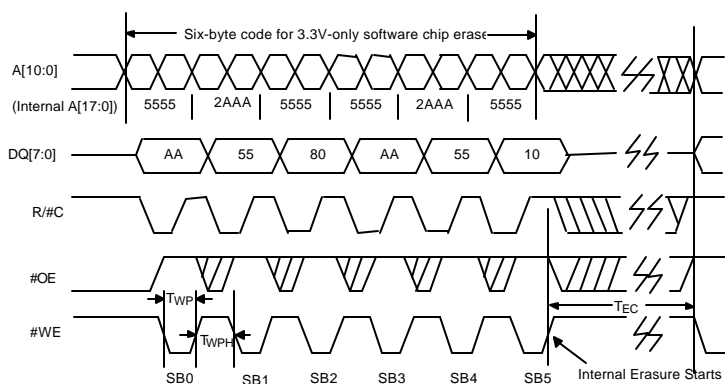 Six-byte code for 3.3V-only software chip erase
A[10:0]
(Internal A[17:0]) 5555 2AAA 5555 5555 2AAA 5555
DQ[7:0] AA 55 80 AA 55 10
R/#C
#OE
TWP TEC
#WE TWPH
SB0 SB1 SB2 SB3 SB4 SB5 Internal Erasure Starts